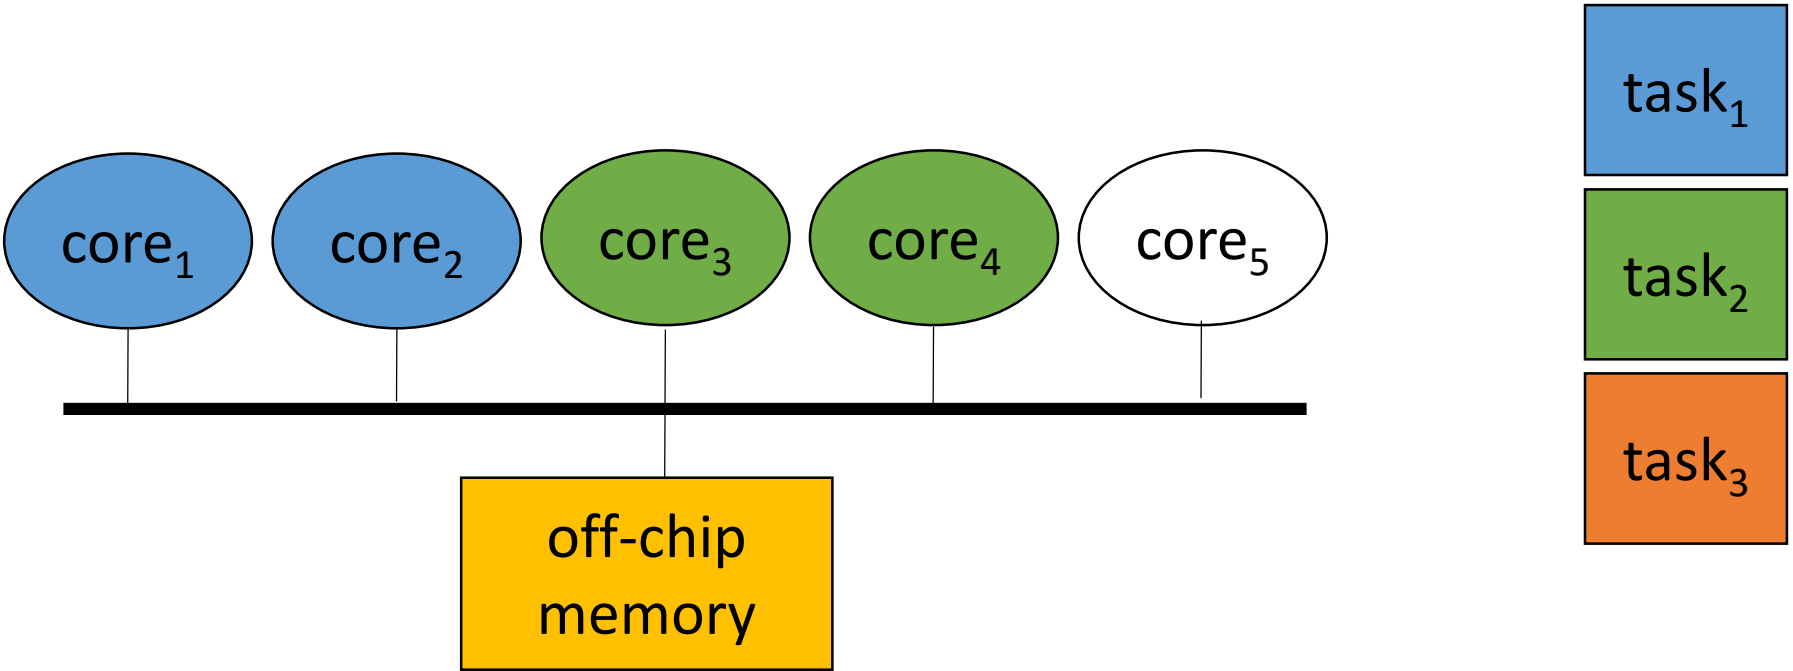 core₁
core₂
core₃
core₄
core₅
off-chip
memory
task₁
task₂
task₃